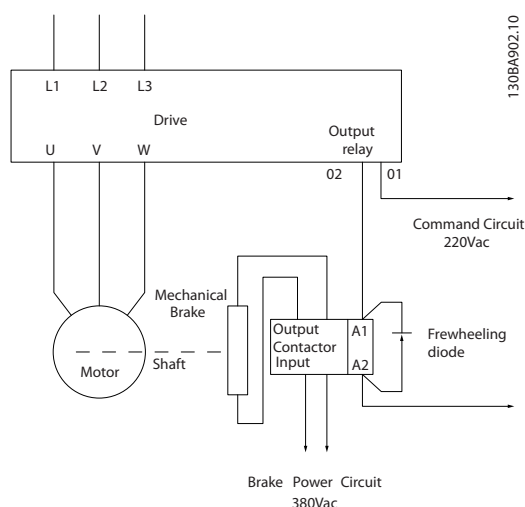 130BA902.10
L1 L2 L3
Drive
U V W
Output
relay
02 01
Command Circuit
220Vac
Mechanical
Brake
Output
Contactor
Input
A1
A2
Frewheeling
diode
Shaft
Motor
Brake Power Circuit
380Vac